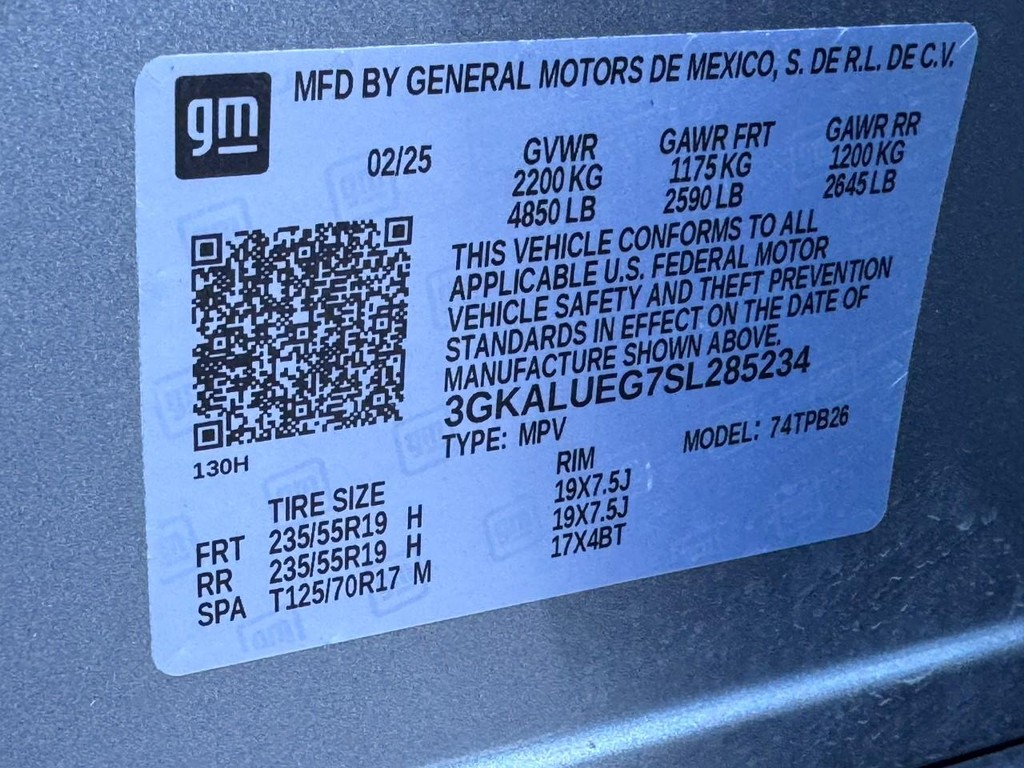 gm MFD BY GENERAL MOTORS DE MEXICO, S. DE R.L. DE C.V.
02/25
GVWR GAWR FRT GAWR RR
2200 KG 1175 KG 1200 KG
4850 LB 2590 LB 2645 LB
THIS VEHICLE CONFORMS TO ALL
APPLICABLE U.S. FEDERAL MOTOR
VEHICLE SAFETY AND THEFT PREVENTION
STANDARDS IN EFFECT ON THE DATE OF
MANUFACTURE SHOWN ABOVE.
3GKALUEG7SL285234
TYPE: MPV MODEL: 74TPB26
130H
TIRE SIZE RIM
FRT 235/55R19 H 19X7.5J
RR 235/55R19 H 19X7.5J
SPA T125/70R17 M 17X4BT